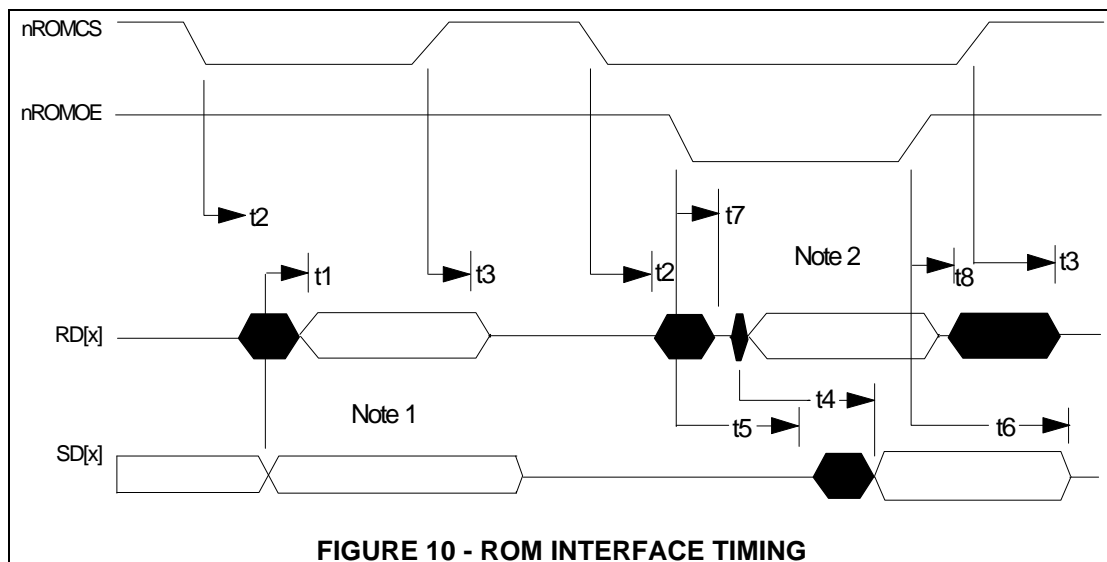 nROMCS
nROMOE
t2
t7
Note 2
t1
t3
t2
t8
t3
RD[x]
Note 1
t4
t5
t6
SD[x]
FIGURE 10 - ROM INTERFACE TIMING